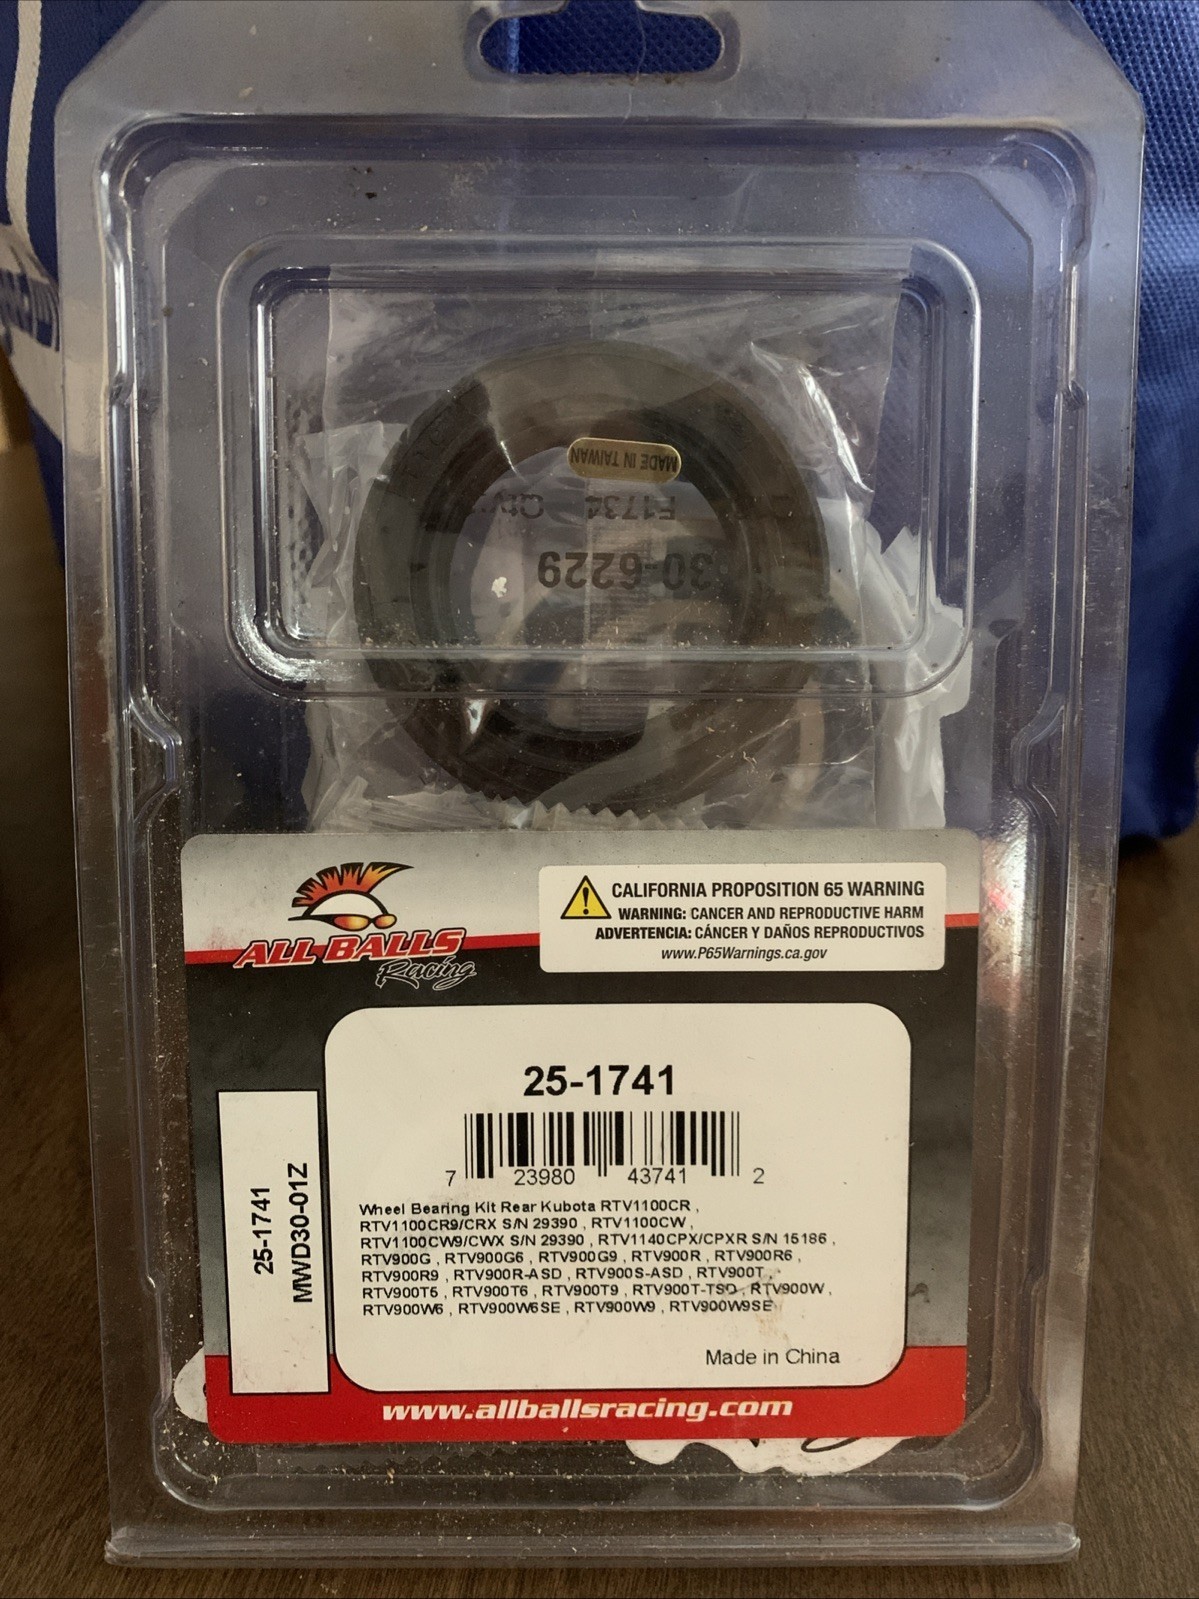 MADE IN TAIWAN
F1734
30-6229
ALL BALLS
Racing
CALIFORNIA PROPOSITION 65 WARNING
WARNING: CANCER AND REPRODUCTIVE HARM
ADVERTENCIA: CÁNCER Y DAÑOS REPRODUCTIVOS
www.P65Warnings.ca.gov
25-1741
7 23980 43741 2
Wheel Bearing Kit Rear Kubota RTV1100CR ,
RTV1100CR9/CRX S/N 29390 , RTV1100CW ,
RTV1100CW9/CWX S/N 29390 , RTV1140CPX/CPXR S/N 15186 ,
RTV900G , RTV900G6 , RTV900G9 , RTV900R , RTV900R6 ,
RTV900R9 , RTV900R-ASD , RTV900S-ASD , RTV900T ,
RTV900T5 , RTV900T6 , RTV900T9 , RTV900T-TSD , RTV900W ,
RTV900W6 , RTV900W6SE , RTV900W9 , RTV900W9SE
Made in China
25-1741
MWD30-01Z
www.allballsracing.com